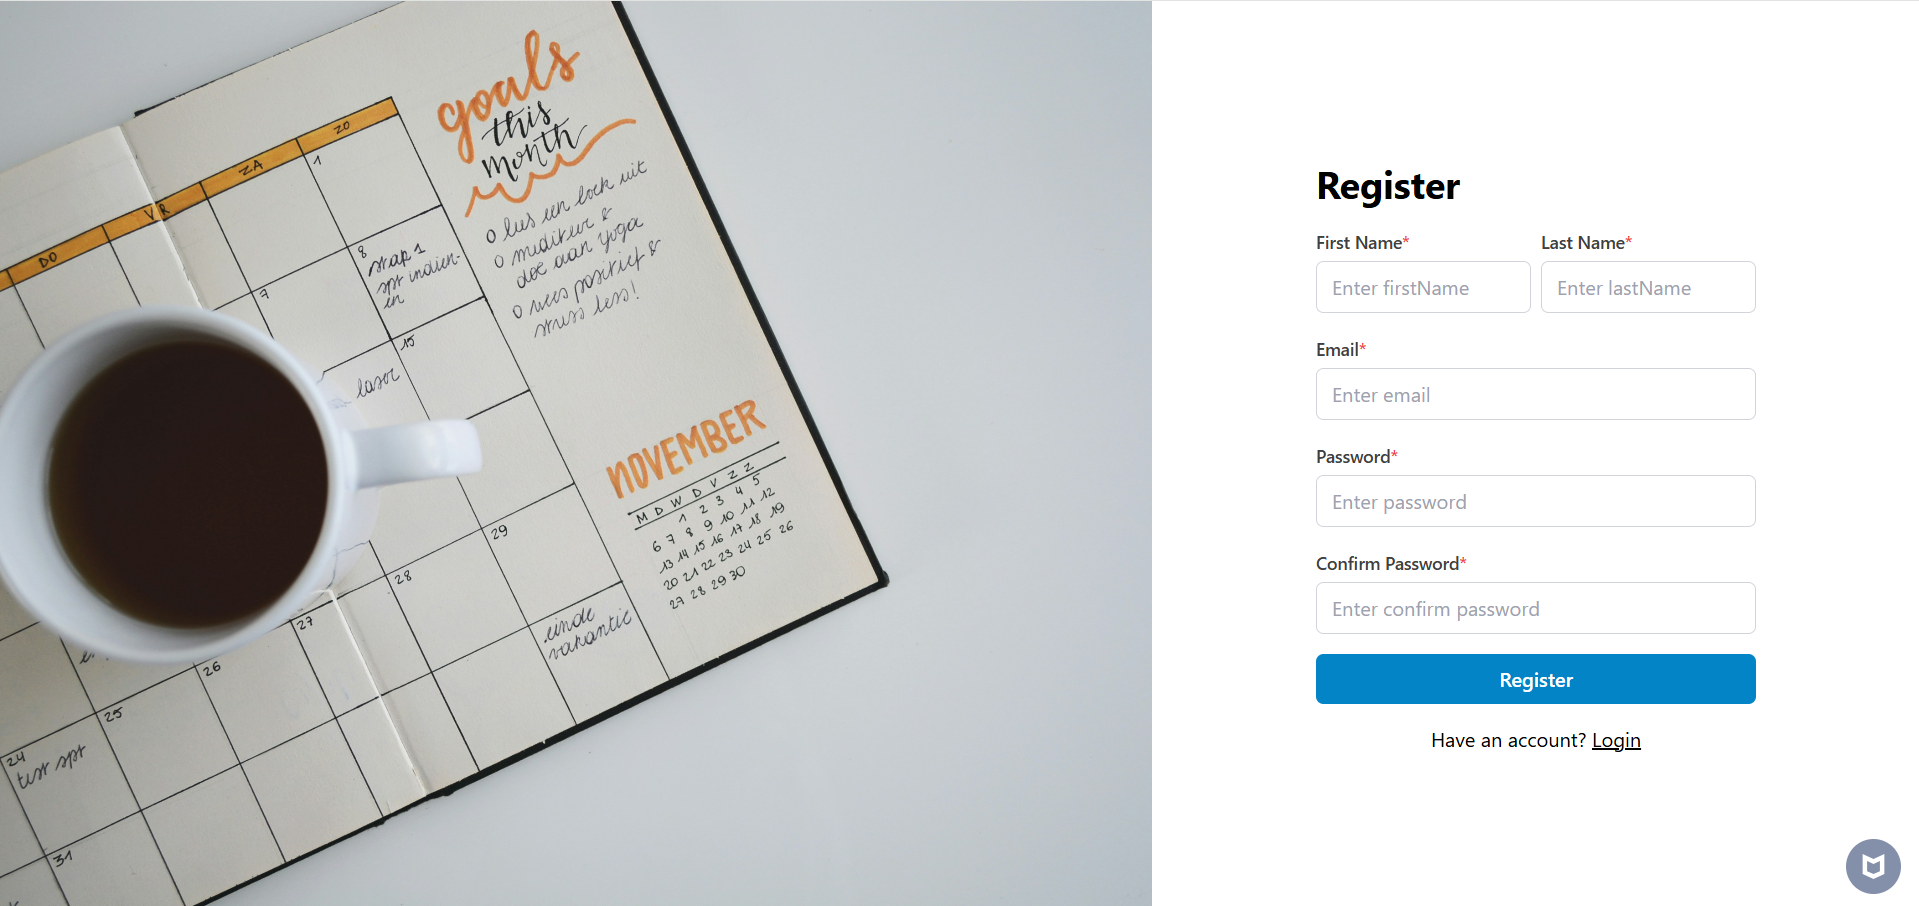 goals
this
month
o lees een boek uit
o mediteer &
doe aan yoga
o wees positief &
stress less!
DO
VR
ZA
ZO
1
7
8
stap 1
spt indien-
en
15
laser
24
test spt
25
26
27
28
29
31
einde
vakantie
NOVEMBER
M D W D V Z Z
1 2 3 4 5
6 7 8 9 10 11 12
13 14 15 16 17 18 19
20 21 22 23 24 25 26
27 28 29 30
Register
First Name* Last Name*
Enter firstName Enter lastName
Email*
Enter email
Password*
Enter password
Confirm Password*
Enter confirm password
Register
Have an account? Login